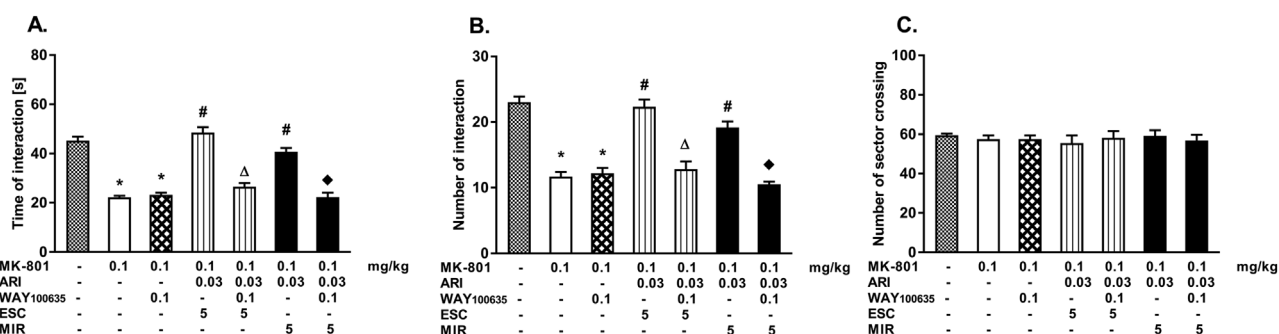 A.
80
60
40
20
0
Time of interaction [s]
* * # Δ # ◆
MK-801 - 0.1 0.1 0.1 0.1 0.1 0.1 mg/kg
ARI - - - 0.03 0.03 0.03 0.03
WAY100635 - - 0.1 - 0.1 - 0.1
ESC - - - 5 5 - -
MIR - - - - - 5 5
B.
30
20
10
0
Number of interaction
* * # Δ # ◆
MK-801 - 0.1 0.1 0.1 0.1 0.1 0.1 mg/kg
ARI - - - 0.03 0.03 0.03 0.03
WAY100635 - - 0.1 - 0.1 - 0.1
ESC - - - 5 5 - -
MIR - - - - - 5 5
C.
100
80
60
40
20
0
Number of sector crossing
MK-801 - 0.1 0.1 0.1 0.1 0.1 0.1 mg/kg
ARI - - - 0.03 0.03 0.03 0.03
WAY100635 - - 0.1 - 0.1 - 0.1
ESC - - - 5 5 - -
MIR - - - - - 5 5